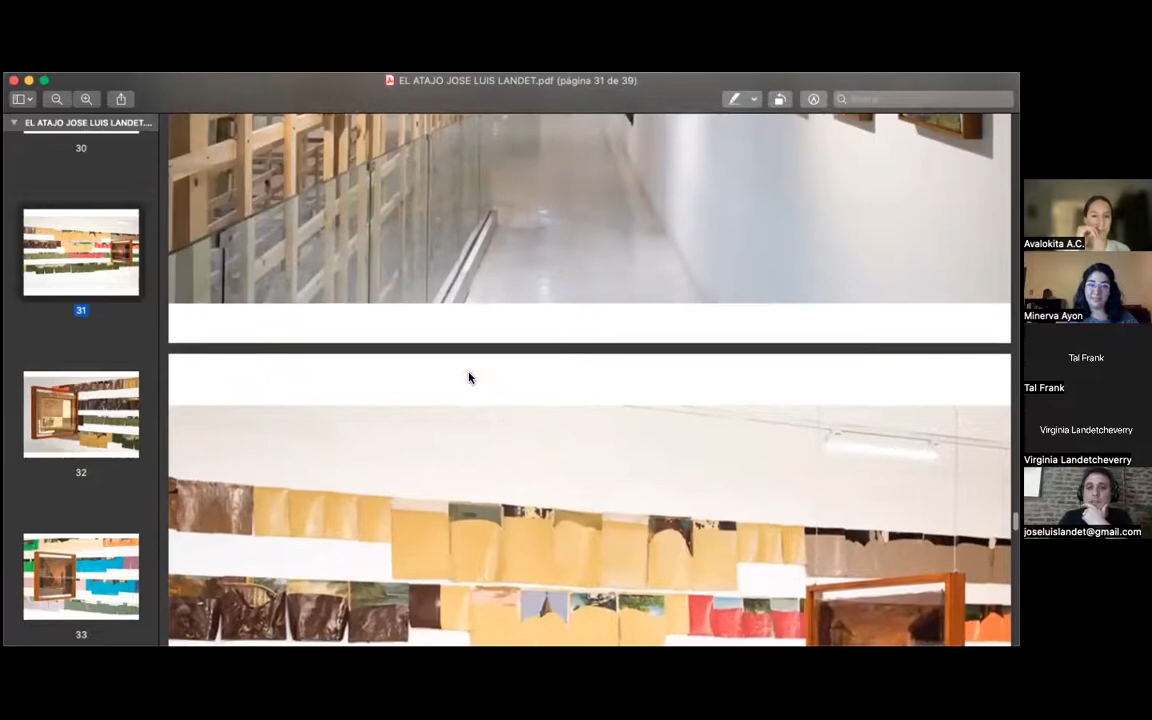 EL ATAJO JOSE LUIS LANDET.pdf (página 31 de 39)
EL ATAJO JOSE LUIS LANDET....
30
31
32
33
Avalokita A.C.
Minerva Ayon
Tal Frank
Tal Frank
Virginia Landetcheverry
Virginia Landetcheverry
joseluislandet@gmail.com